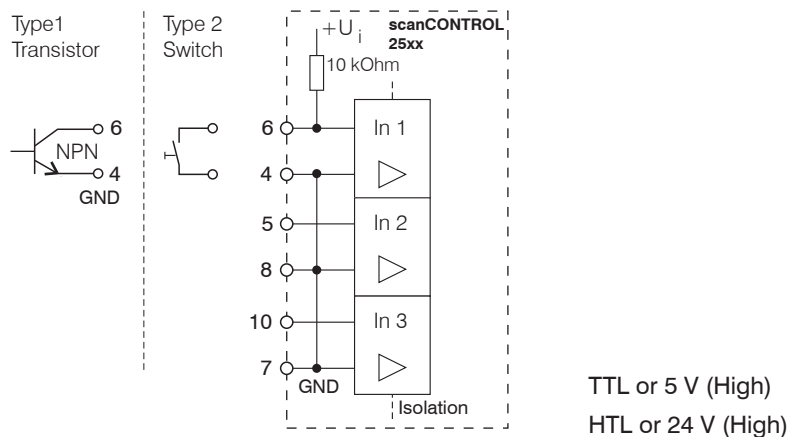 Type1
Transistor
Type 2
Switch
+U i
scanCONTROL
25xx
10 kOhm
6
NPN
4
GND
6
In 1
4
5
In 2
8
10
In 3
7
GND
Isolation
TTL or 5 V (High)
HTL or 24 V (High)